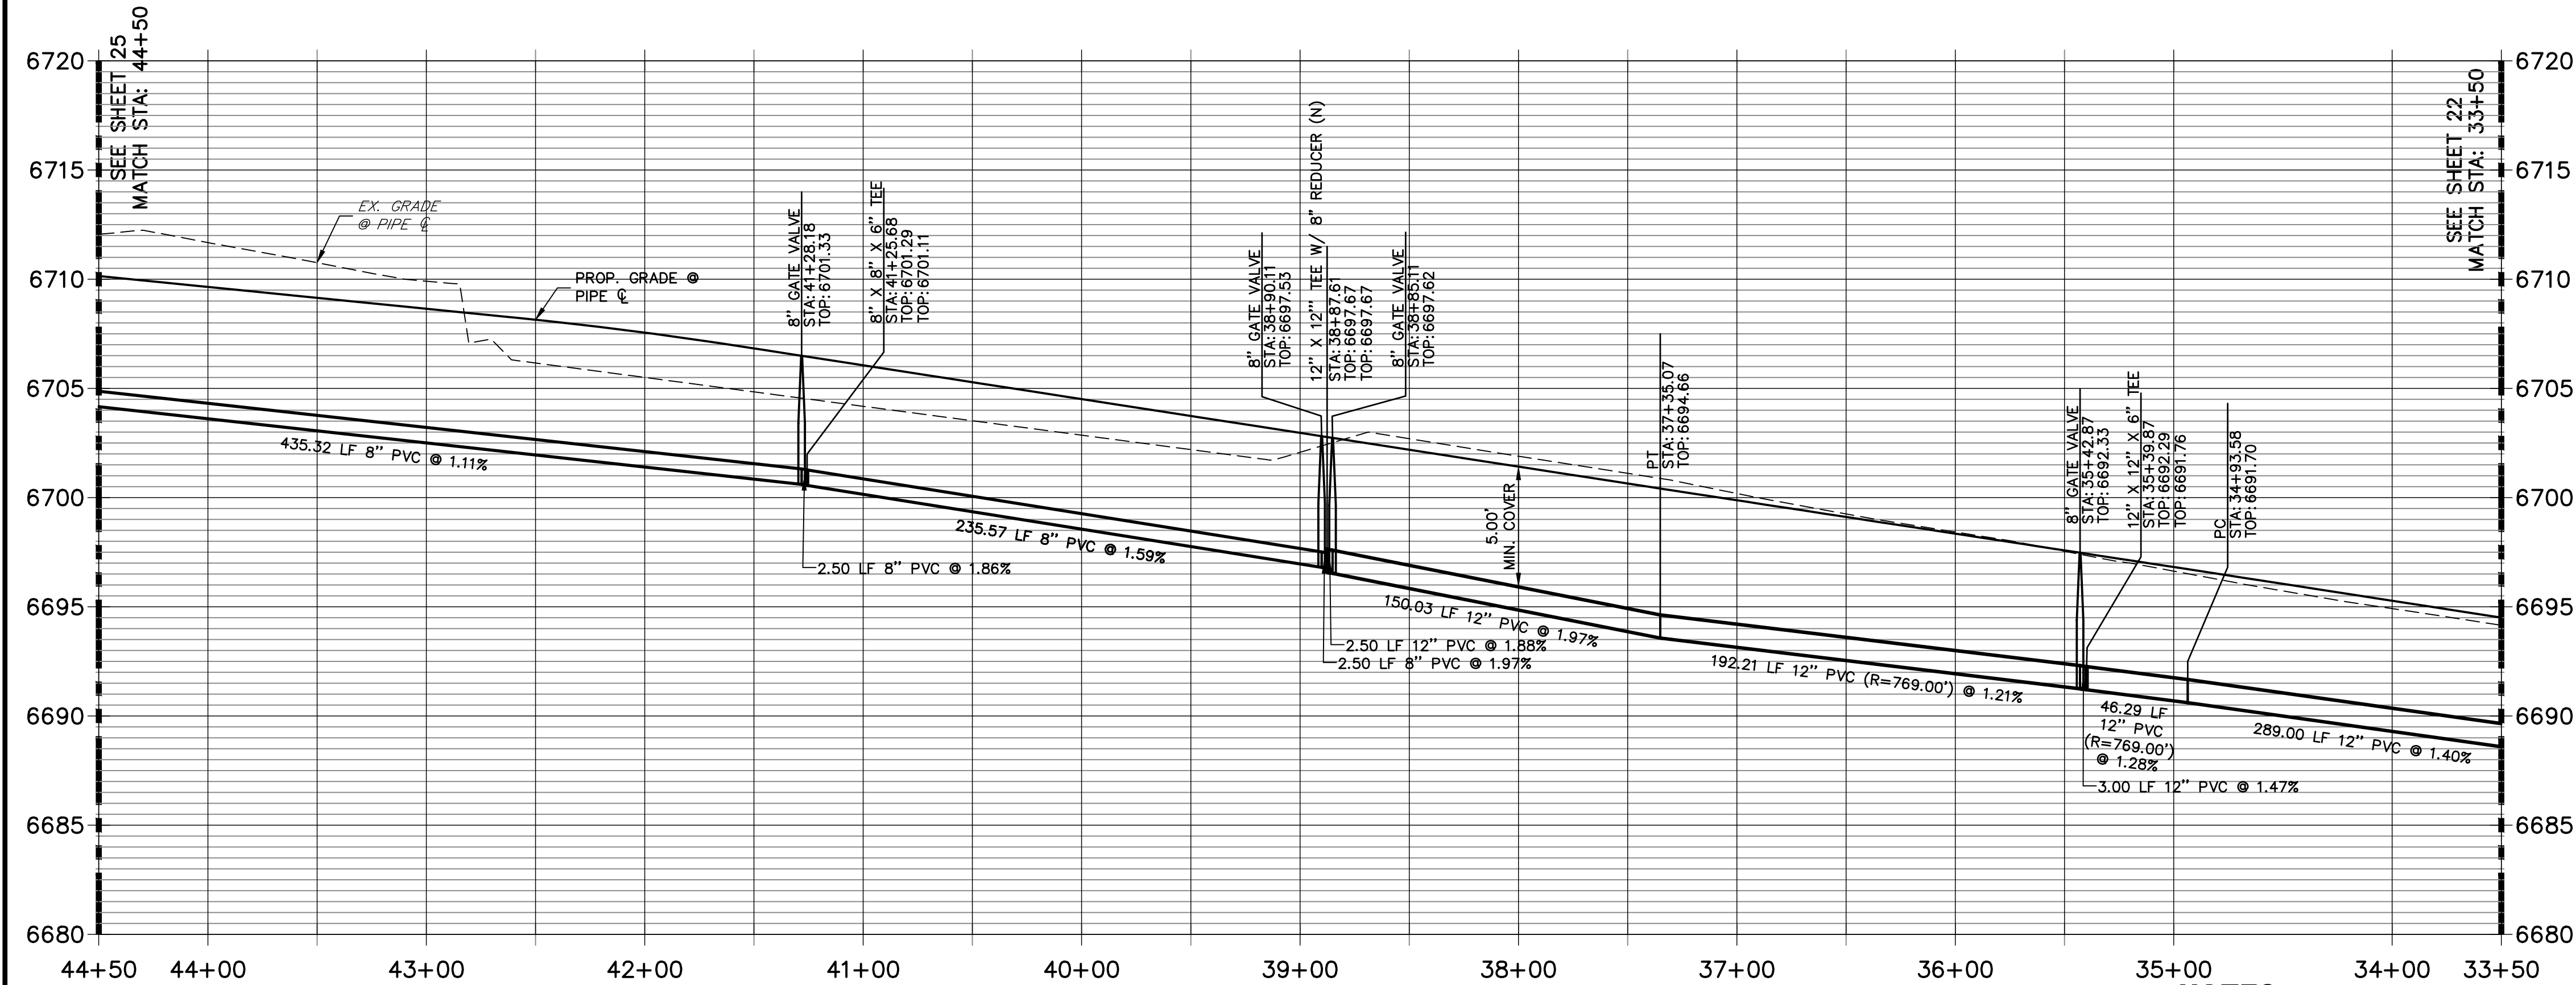 SEE SHEET 25
MATCH STA: 44+50
6720
6715
6710
6705
6700
6695
6690
6685
6680
EX. GRADE
@ PIPE ℄
PROP. GRADE @
PIPE ℄
8" GATE VALVE
STA:41+28.18
TOP:6701.33
8" X 8" X 6" TEE
STA:41+25.68
TOP:6701.29
TOP:6701.11
8" GATE VALVE
STA:38+90.11
TOP:6697.53
12" X 12" TEE W/ 8" REDUCER (N)
STA:38+87.61
TOP:6697.67
TOP:6697.67
8" GATE VALVE
STA:38+85.11
TOP:6697.62
5.00'
MIN. COVER
PT
STA:37+35.07
TOP:6694.66
8" GATE VALVE
STA:35+42.87
TOP:6692.33
12" X 12" X 6" TEE
STA:35+39.87
TOP:6692.29
TOP:6691.76
PC
STA:34+93.58
TOP:6691.70
435.32 LF 8" PVC @ 1.11%
2.50 LF 8" PVC @ 1.86%
235.57 LF 8" PVC @ 1.59%
150.03 LF 12" PVC @ 1.97%
2.50 LF 12" PVC @ 1.88%
2.50 LF 8" PVC @ 1.97%
192.21 LF 12" PVC (R=769.00') @ 1.21%
46.29 LF
12" PVC
(R=769.00')
@ 1.28%
3.00 LF 12" PVC @ 1.47%
289.00 LF 12" PVC @ 1.40%
SEE SHEET 22
MATCH STA: 33+50
6720
6715
6710
6705
6700
6695
6690
6685
6680
44+50 44+00 43+00 42+00 41+00 40+00 39+00 38+00 37+00 36+00 35+00 34+00 33+50